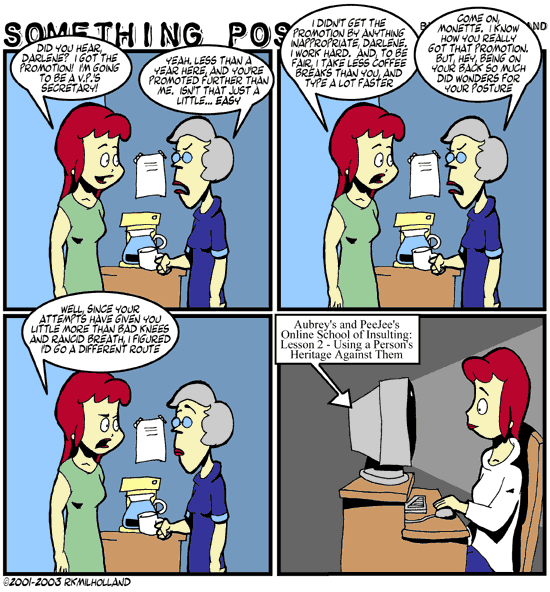 SOMETHING POS
B
AND
DID YOU HEAR,
DARLENE? I GOT THE
PROMOTION! I'M GOING
TO BE A V.P.'S
SECRETARY!
YEAH, LESS THAN A
YEAR HERE, AND YOU'RE
PROMOTED FURTHER THAN
ME. ISN'T THAT JUST A
LITTLE... EASY
I DIDN'T GET THE
PROMOTION BY ANYTHING
INAPPROPRIATE, DARLENE.
I WORK HARD. AND, TO BE
FAIR, I TAKE LESS COFFEE
BREAKS THAN YOU, AND
TYPE A LOT FASTER
COME ON,
MONETTE. I KNOW
HOW YOU REALLY
GOT THAT PROMOTION.
BUT, HEY, BEING ON
YOUR BACK SO MUCH
DID WONDERS FOR
YOUR POSTURE
WELL, SINCE YOUR
ATTEMPTS HAVE GIVEN YOU
LITTLE MORE THAN BAD KNEES
AND RANCID BREATH, I FIGURED
I'D GO A DIFFERENT ROUTE
Aubrey's and PeeJee's
Online School of Insulting:
Lesson 2 - Using a Person's
Heritage Against Them
©2001-2003 RKMILHOLLAND